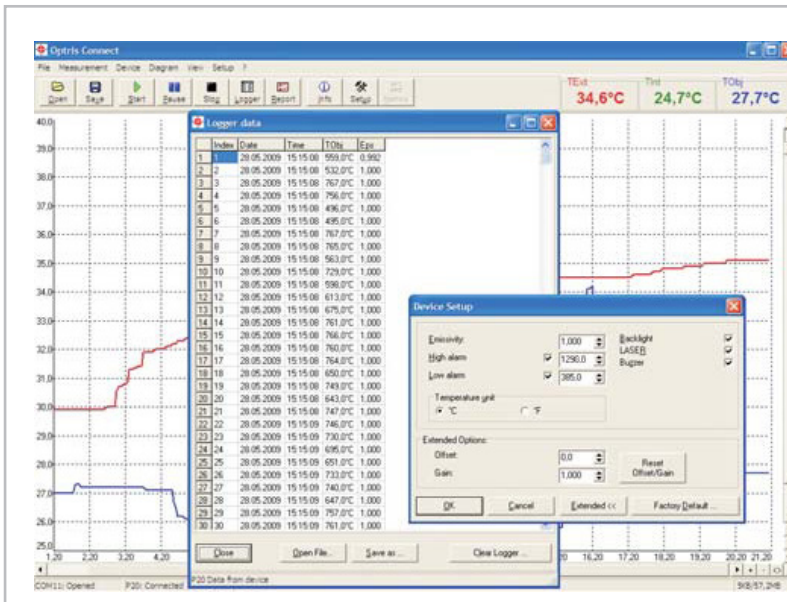 Optris Connect
File Measurement Device Diagram View Setup ?
Open Save Start Pause Stop Logger Report Info Setup
TExt TInt TObj
34,6°C 24,7°C 27,7°C
40,0
39,0
38,0
37,0
36,0
35,0
34,0
33,0
32,0
31,0
30,0
29,0
28,0
27,0
26,0
25,0
1,20 2,20 3,20 4,20
16,20 17,20 18,20 19,20 20,20 21,20
COM11: Opened P20: Connected 5KB/57,2MB
Logger data
Index Date Time TObj Eps
1 1 28.05.2009 15:15:08 559,0°C 0,992
2 2 28.05.2009 15:15:08 532,0°C 1,000
3 3 28.05.2009 15:15:08 767,0°C 1,000
4 4 28.05.2009 15:15:08 756,0°C 1,000
5 5 28.05.2009 15:15:08 496,0°C 1,000
6 6 28.05.2009 15:15:08 495,0°C 1,000
7 7 28.05.2009 15:15:08 767,0°C 1,000
8 8 28.05.2009 15:15:08 765,0°C 1,000
9 9 28.05.2009 15:15:08 563,0°C 1,000
10 10 28.05.2009 15:15:08 729,0°C 1,000
11 11 28.05.2009 15:15:08 598,0°C 1,000
12 12 28.05.2009 15:15:08 613,0°C 1,000
13 13 28.05.2009 15:15:08 675,0°C 1,000
14 14 28.05.2009 15:15:08 761,0°C 1,000
15 15 28.05.2009 15:15:08 766,0°C 1,000
16 16 28.05.2009 15:15:08 760,0°C 1,000
17 17 28.05.2009 15:15:08 764,0°C 1,000
18 18 28.05.2009 15:15:08 650,0°C 1,000
19 19 28.05.2009 15:15:08 749,0°C 1,000
20 20 28.05.2009 15:15:08 643,0°C 1,000
21 21 28.05.2009 15:15:08 747,0°C 1,000
22 22 28.05.2009 15:15:09 746,0°C 1,000
23 23 28.05.2009 15:15:09 730,0°C 1,000
24 24 28.05.2009 15:15:09 695,0°C 1,000
25 25 28.05.2009 15:15:09 651,0°C 1,000
26 26 28.05.2009 15:15:09 733,0°C 1,000
27 27 28.05.2009 15:15:09 740,0°C 1,000
28 28 28.05.2009 15:15:09 647,0°C 1,000
29 29 28.05.2009 15:15:09 757,0°C 1,000
30 30 28.05.2009 15:15:09 761,0°C 1,000
Close Open File... Save as ... Clear Logger ...
P20 Data from device
Device Setup
Emissivity: 1,000 Backlight
High alarm 1290,0 LASER
Low alarm 385,0 Buzzer
Temperature unit
°C °F
Extended Options:
Offset: 0,0
Gain: 1,000
Reset
Offset/Gain
OK Cancel Extended << Factory Default ...